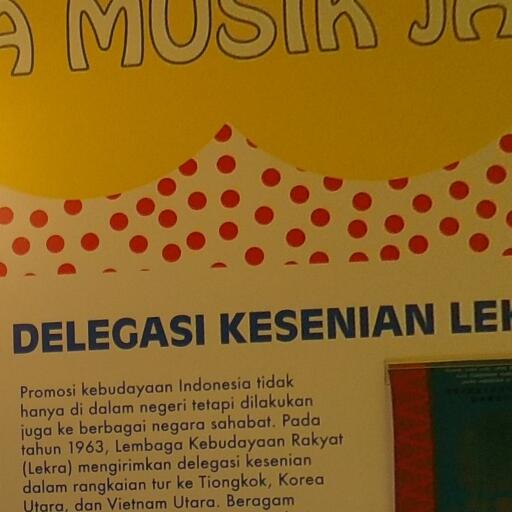 A MUSIK JA
DELEGASI KESENIAN LEK
Promosi kebudayaan Indonesia tidak
hanya di dalam negeri tetapi dilakukan
juga ke berbagai negara sahabat. Pada
tahun 1963, Lembaga Kebudayaan Rakyat
(Lekra) mengirimkan delegasi kesenian
dalam rangkaian tur ke Tiongkok, Korea
Utara, dan Vietnam Utara. Beragam